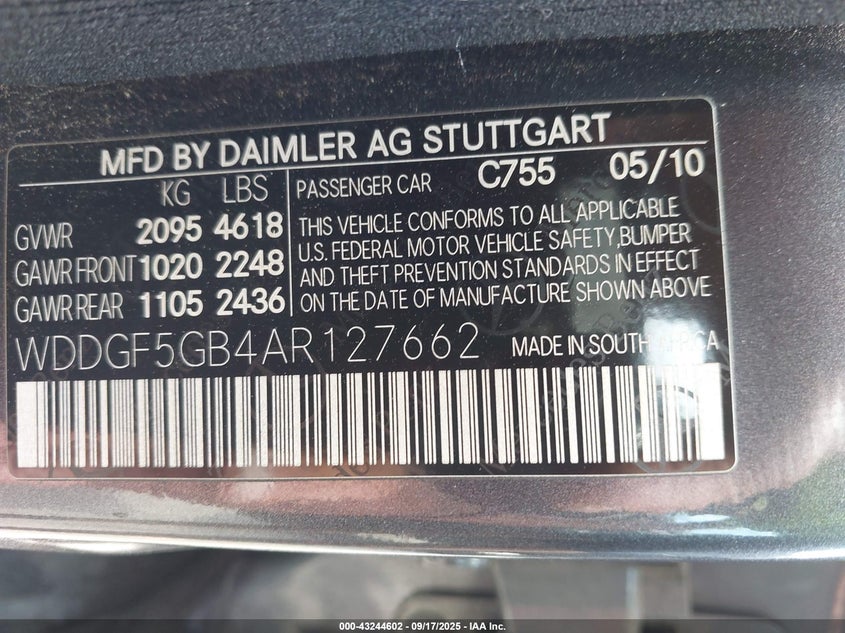 MFD BY DAIMLER AG STUTTGART
KG LBS
GVWR 2095 4618
GAWR FRONT 1020 2248
GAWR REAR 1105 2436
PASSENGER CAR C755 05/10
THIS VEHICLE CONFORMS TO ALL APPLICABLE
U.S. FEDERAL MOTOR VEHICLE SAFETY,BUMPER
AND THEFT PREVENTION STANDARDS IN EFFECT
ON THE DATE OF MANUFACTURE SHOWN ABOVE
WDDGF5GB4AR127662 MADE IN SOUTH AFRICA
000-43244602 - 09/17/2025 - IAA Inc.